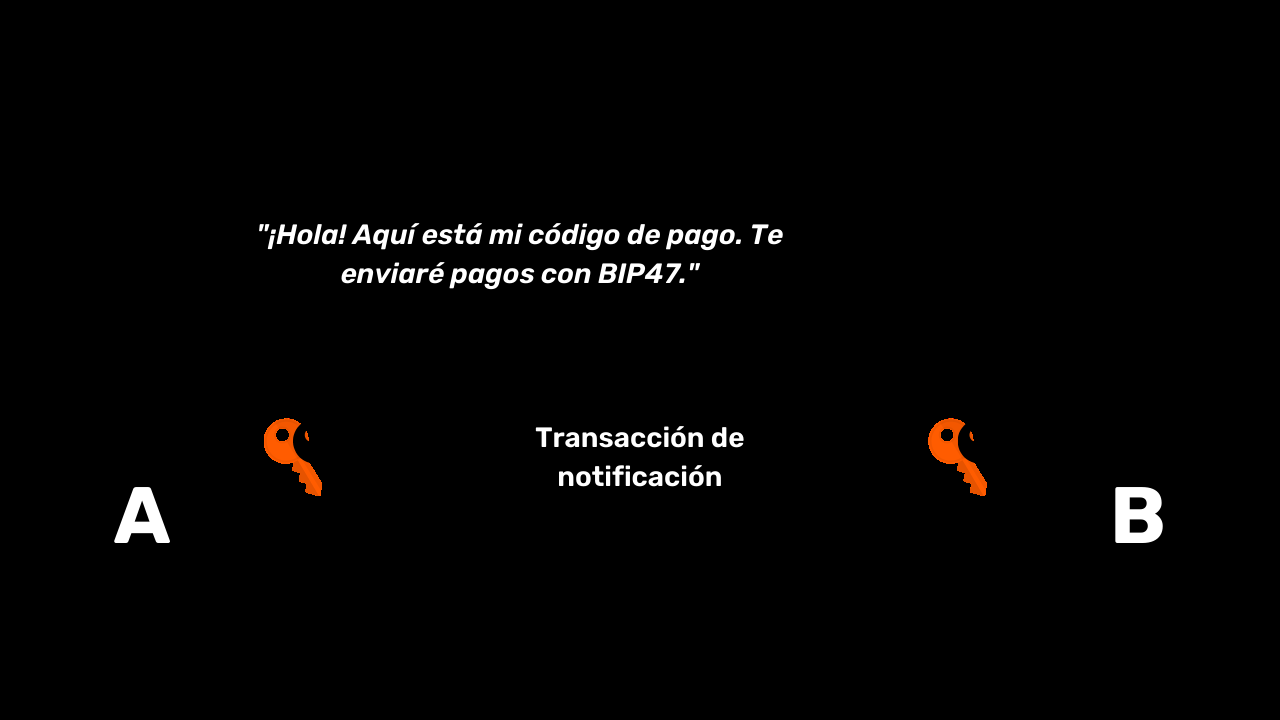 "¡Hola! Aquí está mi código de pago. Te
enviaré pagos con BIP47."
Transacción de
notificación
A
B